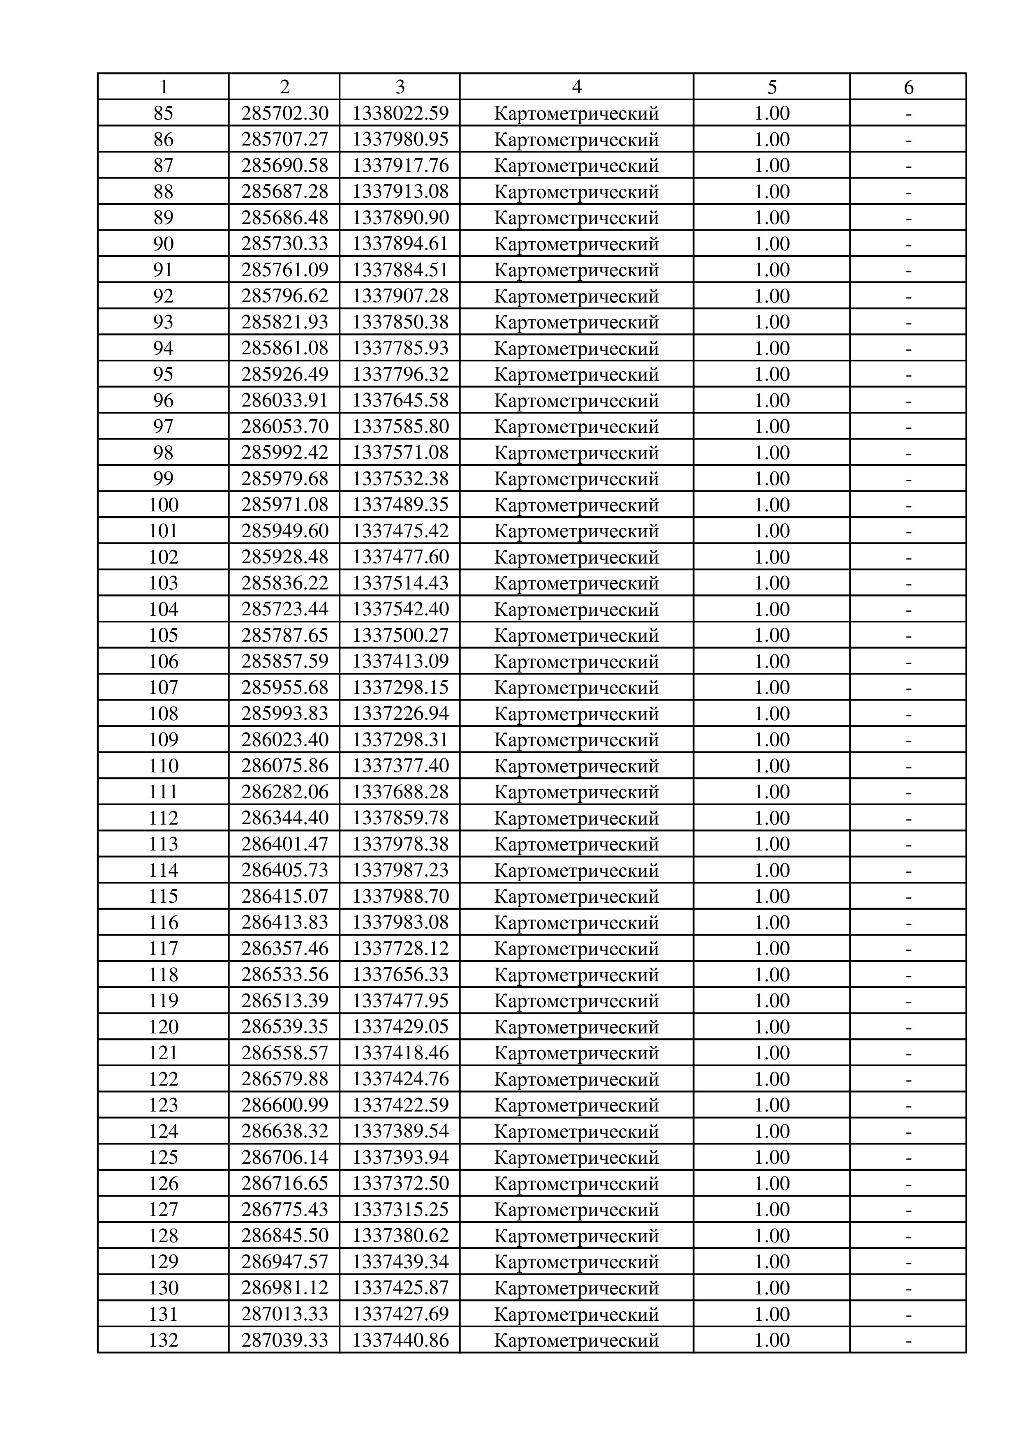 1 2 3 4 5 6
85 285702.30 1338022.59 Картометрический 1.00 -
86 285707.27 1337980.95 Картометрический 1.00 -
87 285690.58 1337917.76 Картометрический 1.00 -
88 285687.28 1337913.08 Картометрический 1.00 -
89 285686.48 1337890.90 Картометрический 1.00 -
90 285730.33 1337894.61 Картометрический 1.00 -
91 285761.09 1337884.51 Картометрический 1.00 -
92 285796.62 1337907.28 Картометрический 1.00 -
93 285821.93 1337850.38 Картометрический 1.00 -
94 285861.08 1337785.93 Картометрический 1.00 -
95 285926.49 1337796.32 Картометрический 1.00 -
96 286033.91 1337645.58 Картометрический 1.00 -
97 286053.70 1337585.80 Картометрический 1.00 -
98 285992.42 1337571.08 Картометрический 1.00 -
99 285979.68 1337532.38 Картометрический 1.00 -
100 285971.08 1337489.35 Картометрический 1.00 -
101 285949.60 1337475.42 Картометрический 1.00 -
102 285928.48 1337477.60 Картометрический 1.00 -
103 285836.22 1337514.43 Картометрический 1.00 -
104 285723.44 1337542.40 Картометрический 1.00 -
105 285787.65 1337500.27 Картометрический 1.00 -
106 285857.59 1337413.09 Картометрический 1.00 -
107 285955.68 1337298.15 Картометрический 1.00 -
108 285993.83 1337226.94 Картометрический 1.00 -
109 286023.40 1337298.31 Картометрический 1.00 -
110 286075.86 1337377.40 Картометрический 1.00 -
111 286282.06 1337688.28 Картометрический 1.00 -
112 286344.40 1337859.78 Картометрический 1.00 -
113 286401.47 1337978.38 Картометрический 1.00 -
114 286405.73 1337987.23 Картометрический 1.00 -
115 286415.07 1337988.70 Картометрический 1.00 -
116 286413.83 1337983.08 Картометрический 1.00 -
117 286357.46 1337728.12 Картометрический 1.00 -
118 286533.56 1337656.33 Картометрический 1.00 -
119 286513.39 1337477.95 Картометрический 1.00 -
120 286539.35 1337429.05 Картометрический 1.00 -
121 286558.57 1337418.46 Картометрический 1.00 -
122 286579.88 1337424.76 Картометрический 1.00 -
123 286600.99 1337422.59 Картометрический 1.00 -
124 286638.32 1337389.54 Картометрический 1.00 -
125 286706.14 1337393.94 Картометрический 1.00 -
126 286716.65 1337372.50 Картометрический 1.00 -
127 286775.43 1337315.25 Картометрический 1.00 -
128 286845.50 1337380.62 Картометрический 1.00 -
129 286947.57 1337439.34 Картометрический 1.00 -
130 286981.12 1337425.87 Картометрический 1.00 -
131 287013.33 1337427.69 Картометрический 1.00 -
132 287039.33 1337440.86 Картометрический 1.00 -